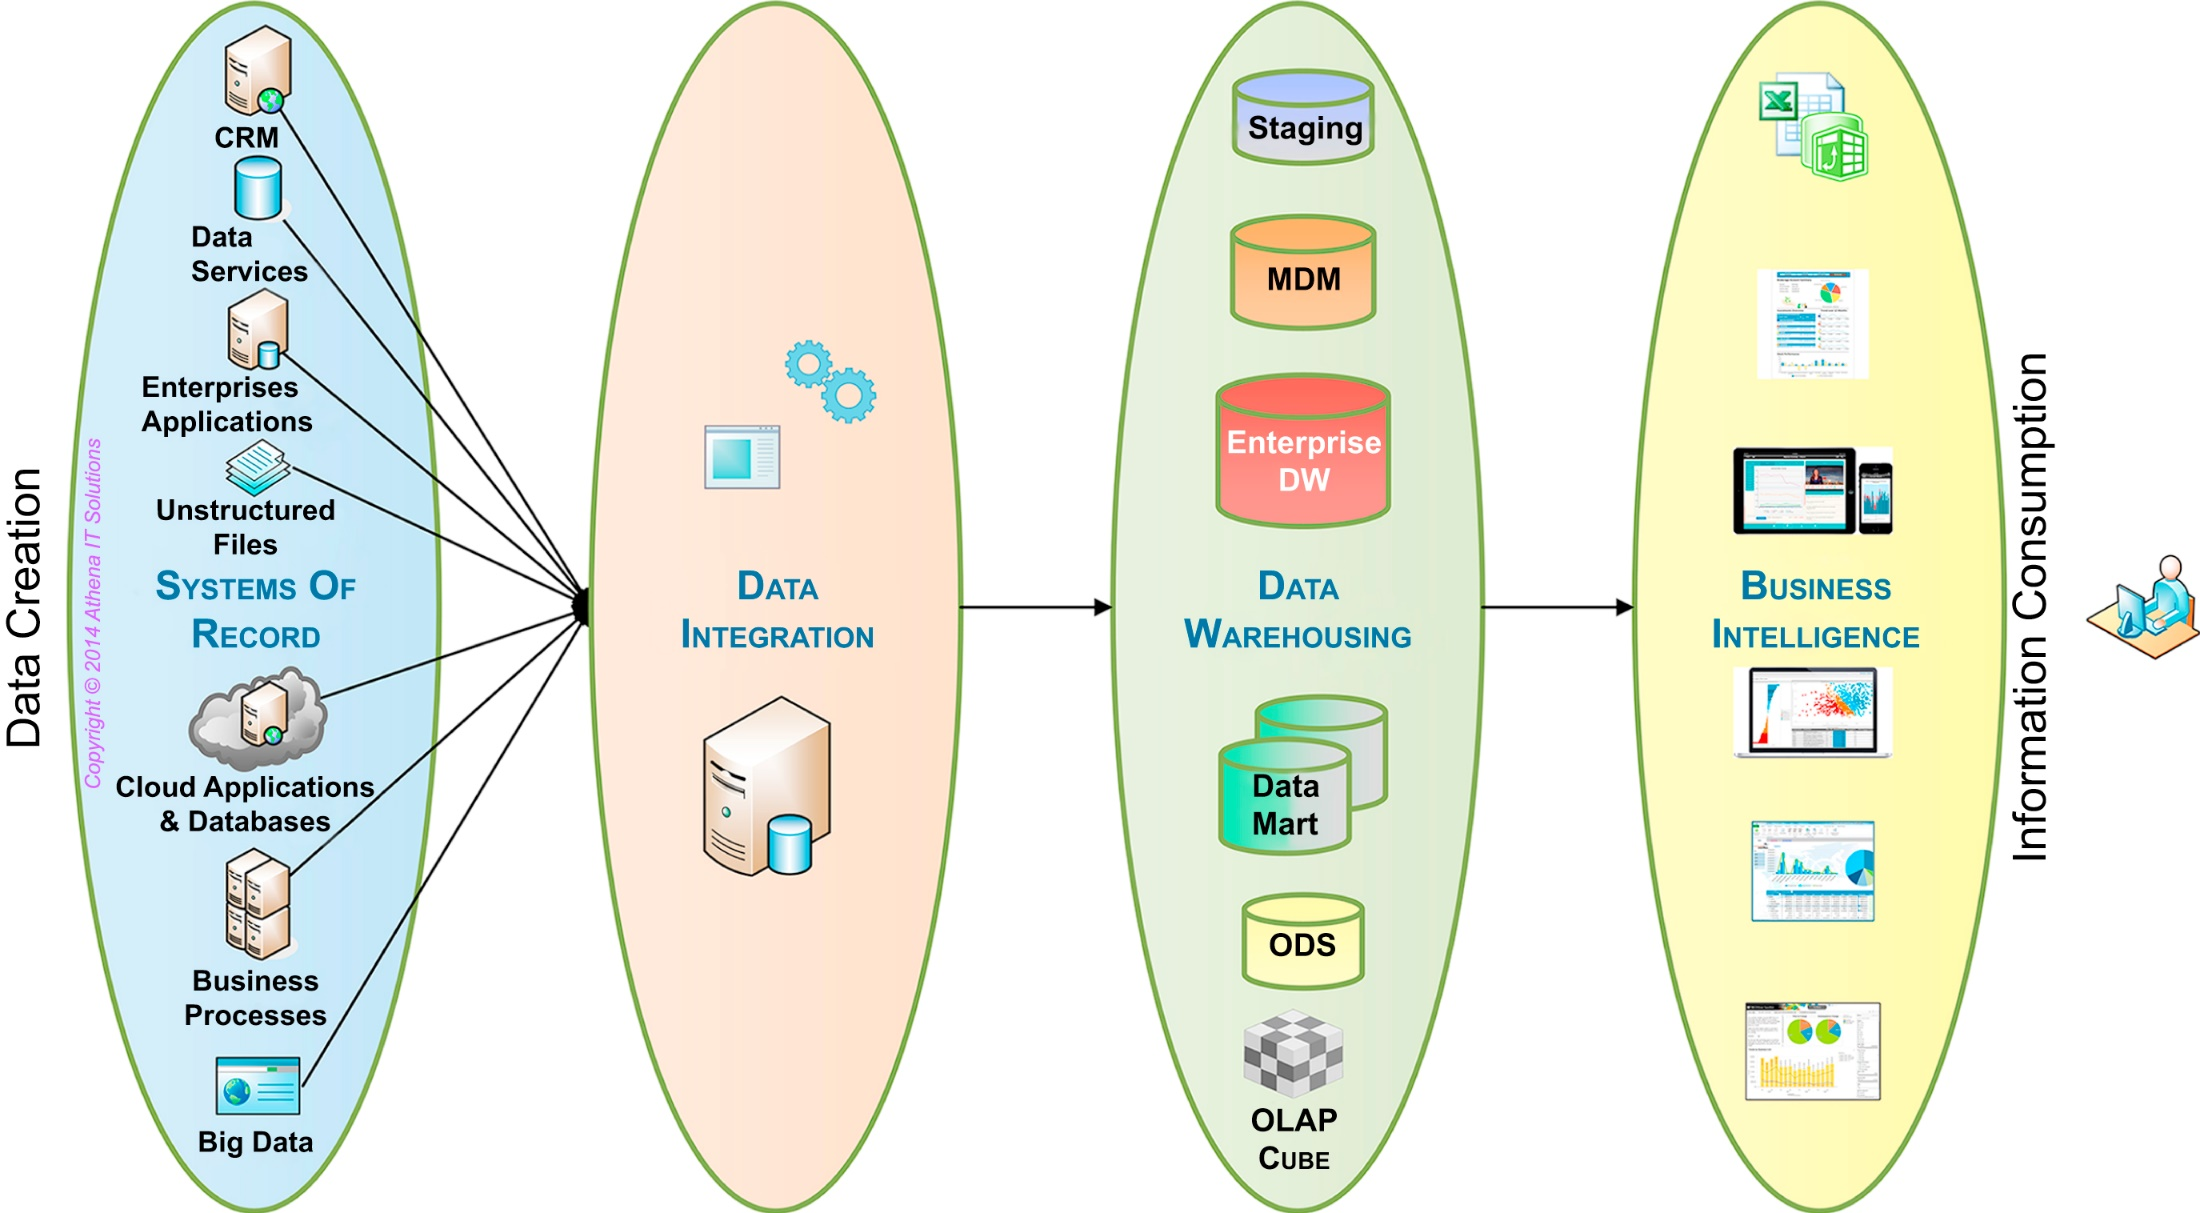 Data Creation
Copyright © 2014 Athena IT Solutions
CRM
Data
Services
Enterprises
Applications
Unstructured
Files
SYSTEMS OF
RECORD
Cloud Applications
& Databases
Business
Processes
Big Data
DATA
INTEGRATION
Staging
MDM
Enterprise
DW
DATA
WAREHOUSING
Data
Mart
ODS
OLAP
CUBE
BUSINESS
INTELLIGENCE
Information Consumption